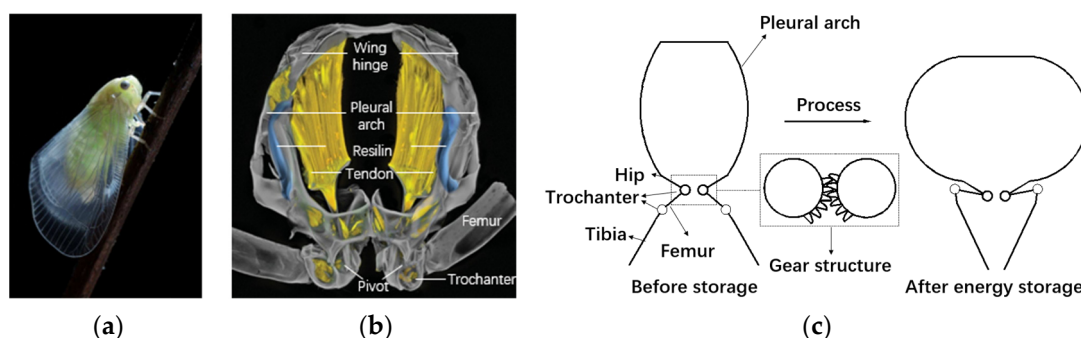 Wing
hinge
Pleural
arch
Resilin
Tendon
Femur
Pivot
Trochanter
Pleural arch
Process
Hip
Trochanter
Tibia
Femur
Gear structure
Before storage
After energy storage
(a)
(b)
(c)